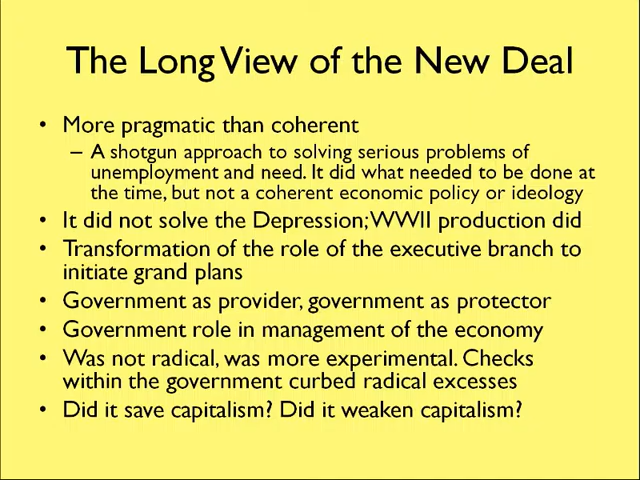 The Long View of the New Deal
• More pragmatic than coherent
– A shotgun approach to solving serious problems of
unemployment and need. It did what needed to be done at
the time, but not a coherent economic policy or ideology
• It did not solve the Depression; WWII production did
• Transformation of the role of the executive branch to
initiate grand plans
• Government as provider, government as protector
• Government role in management of the economy
• Was not radical, was more experimental. Checks
within the government curbed radical excesses
• Did it save capitalism? Did it weaken capitalism?